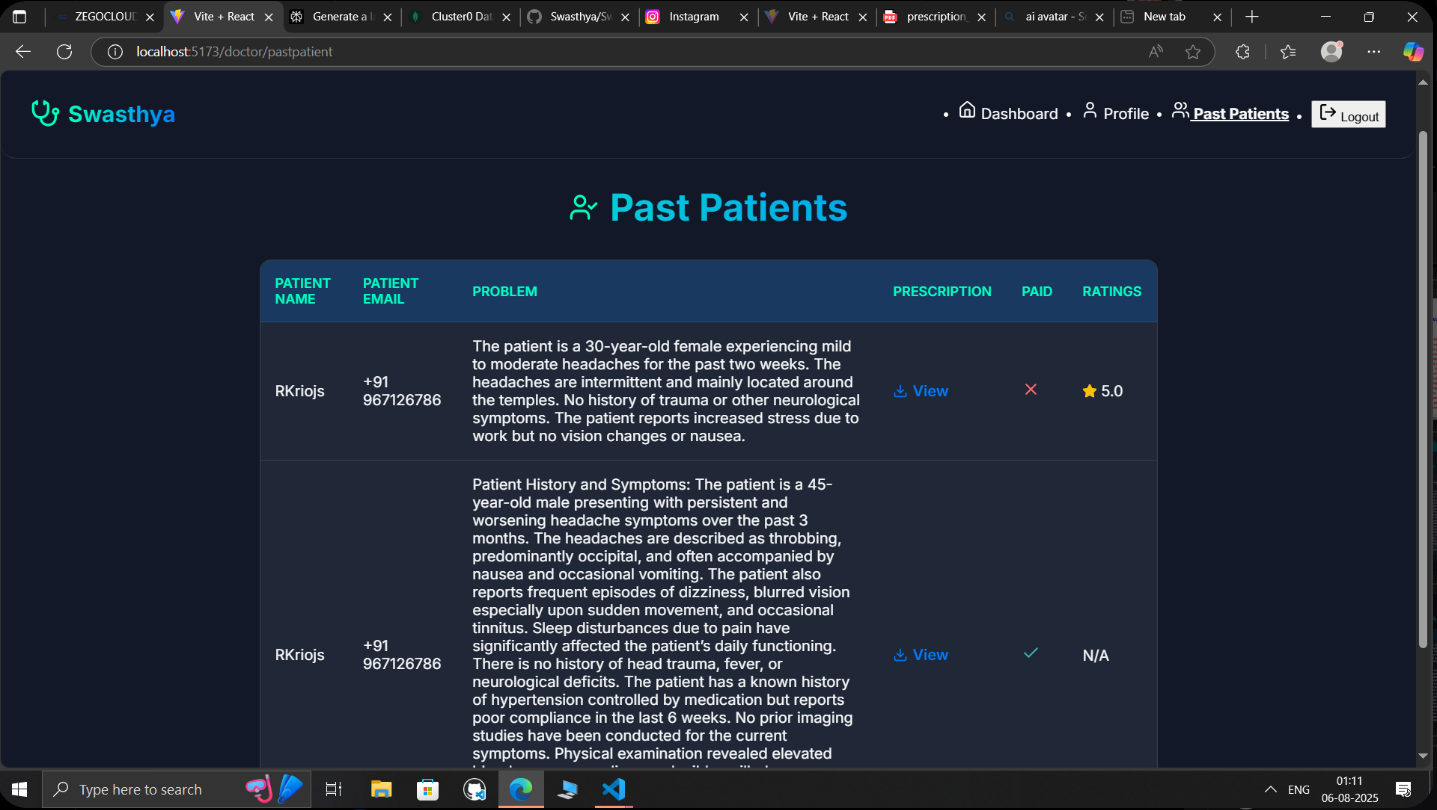 ZEGOCLOUD
Vite + React
Generate a la
Cluster0 Data
Swasthya/Sw
Instagram
Vite + React
prescription_
ai avatar - Se
New tab
localhost:5173/doctor/pastpatient
Swasthya
Dashboard
Profile
Past Patients
Logout
Past Patients
PATIENT NAME
PATIENT EMAIL
PROBLEM
PRESCRIPTION
PAID
RATINGS
RKriojs
+91
967126786
The patient is a 30-year-old female experiencing mild
to moderate headaches for the past two weeks. The
headaches are intermittent and mainly located around
the temples. No history of trauma or other neurological
symptoms. The patient reports increased stress due to
work but no vision changes or nausea.
View
5.0
RKriojs
+91
967126786
Patient History and Symptoms: The patient is a 45-
year-old male presenting with persistent and
worsening headache symptoms over the past 3
months. The headaches are described as throbbing,
predominantly occipital, and often accompanied by
nausea and occasional vomiting. The patient also
reports frequent episodes of dizziness, blurred vision
especially upon sudden movement, and occasional
tinnitus. Sleep disturbances due to pain have
significantly affected the patient’s daily functioning.
There is no history of head trauma, fever, or
neurological deficits. The patient has a known history
of hypertension controlled by medication but reports
poor compliance in the last 6 weeks. No prior imaging
studies have been conducted for the current
symptoms. Physical examination revealed elevated
View
N/A
Type here to search
ENG
01:11
06-08-2025